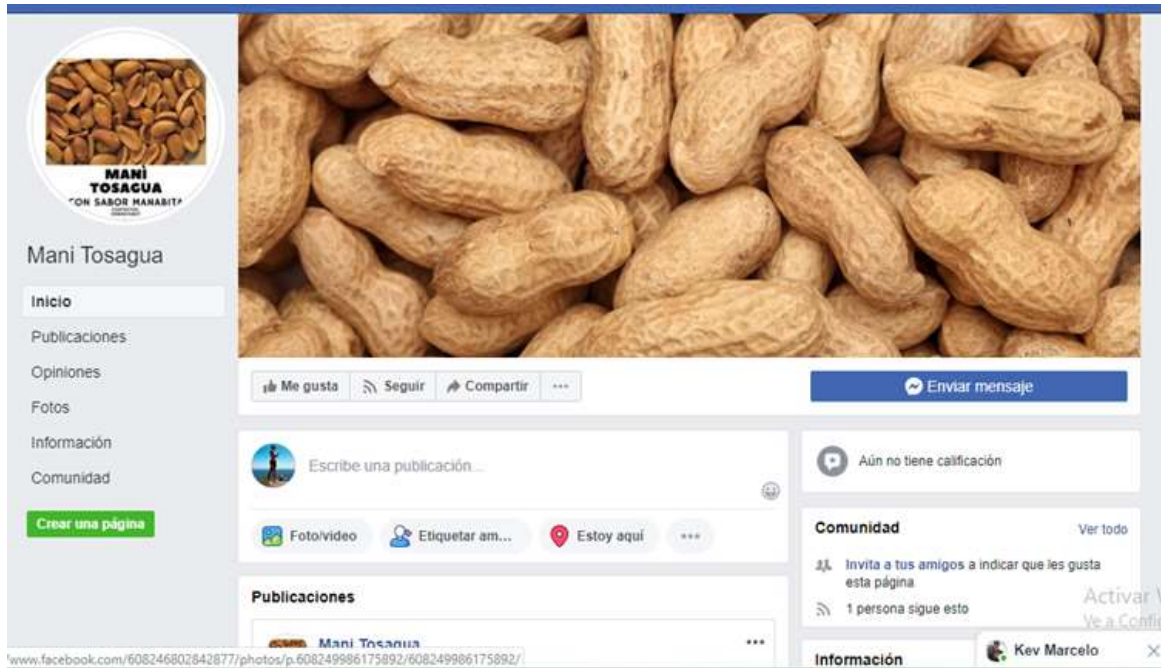 MANÌ
TOSAGUA
CON SABOR MANABITA
Mani Tosagua
Inicio
Publicaciones
Opiniones
Fotos
Información
Comunidad
Crear una página
Me gusta
Seguir
Compartir
Enviar mensaje
Escribe una publicación...
Foto/video
Etiquetar am...
Estoy aquí
Publicaciones
Mani Tosagua
Aún no tiene calificación
Comunidad
Ver todo
Invita a tus amigos a indicar que les gusta
esta página
1 persona sigue esto
Información
Activar
Ve a Config
Kev Marcelo
www.facebook.com/608246802842877/photos/p.608249986175892/608249986175892/